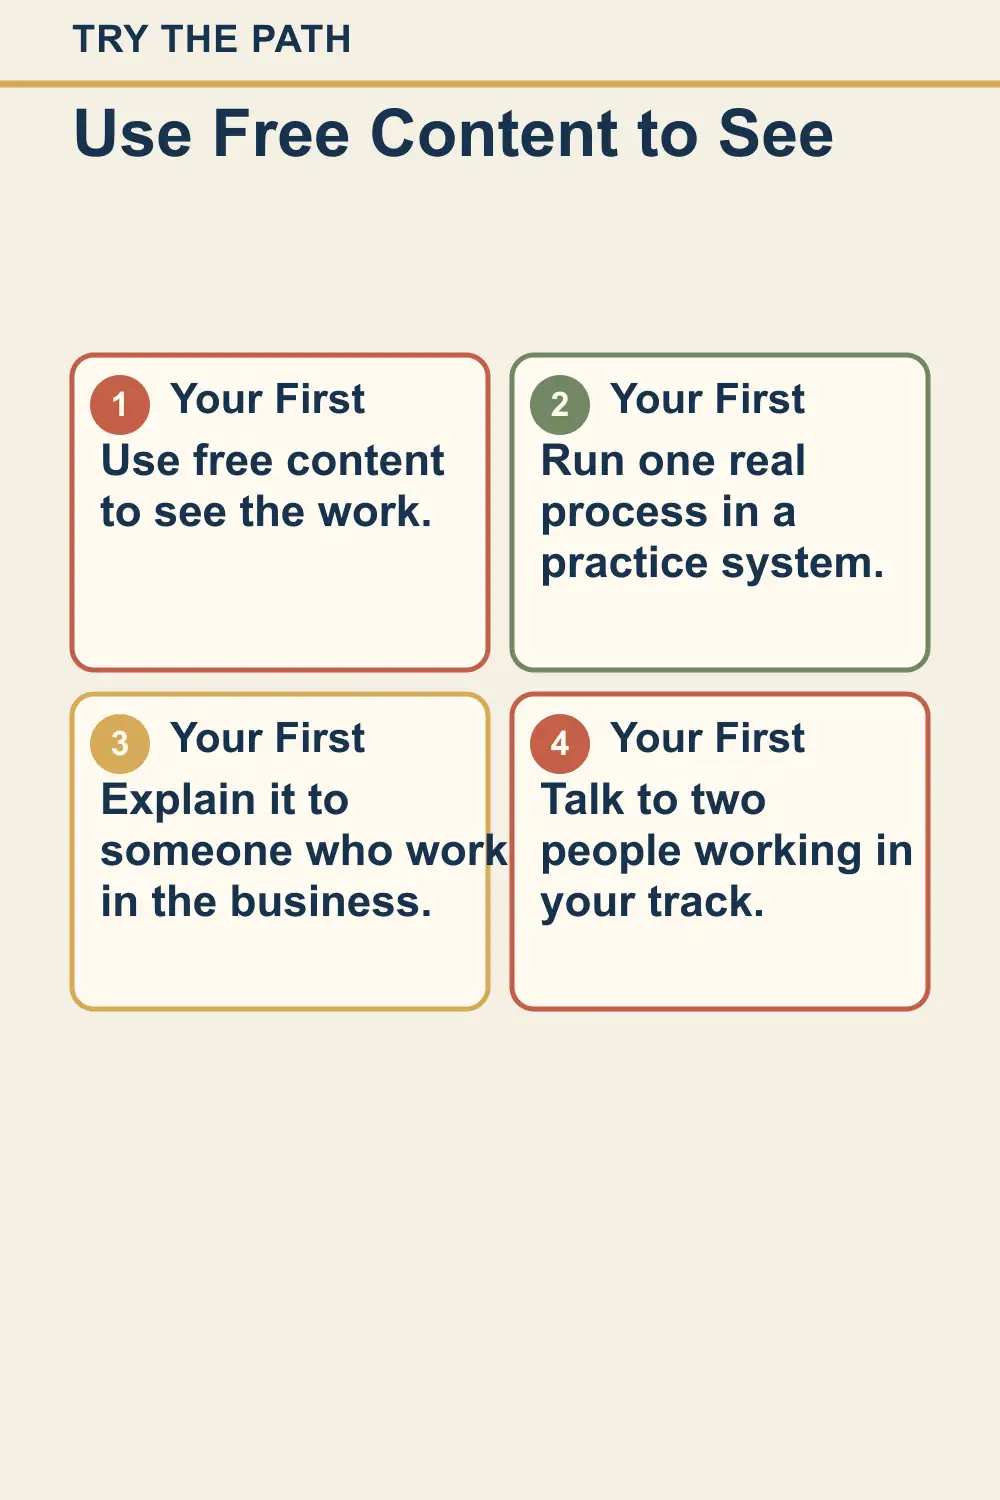 TRY THE PATH
Use Free Content to See
1 Your First
Use free content
to see the work.
2 Your First
Run one real
process in a
practice system.
3 Your First
Explain it to
someone who work
in the business.
4 Your First
Talk to two
people working in
your track.